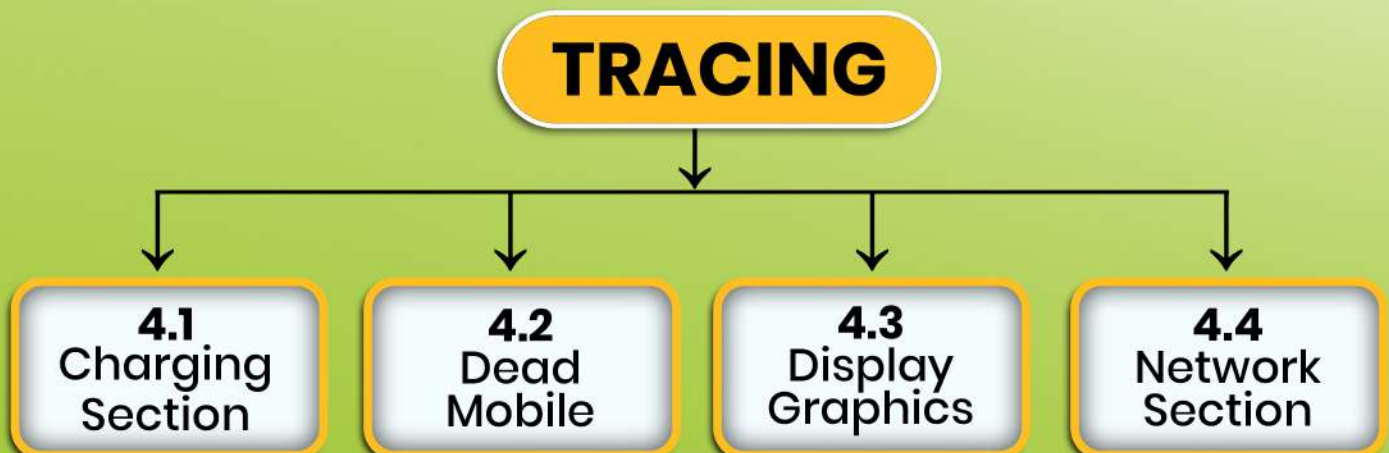 TRACING
4.1
Charging
Section
4.2
Dead
Mobile
4.3
Display
Graphics
4.4
Network
Section